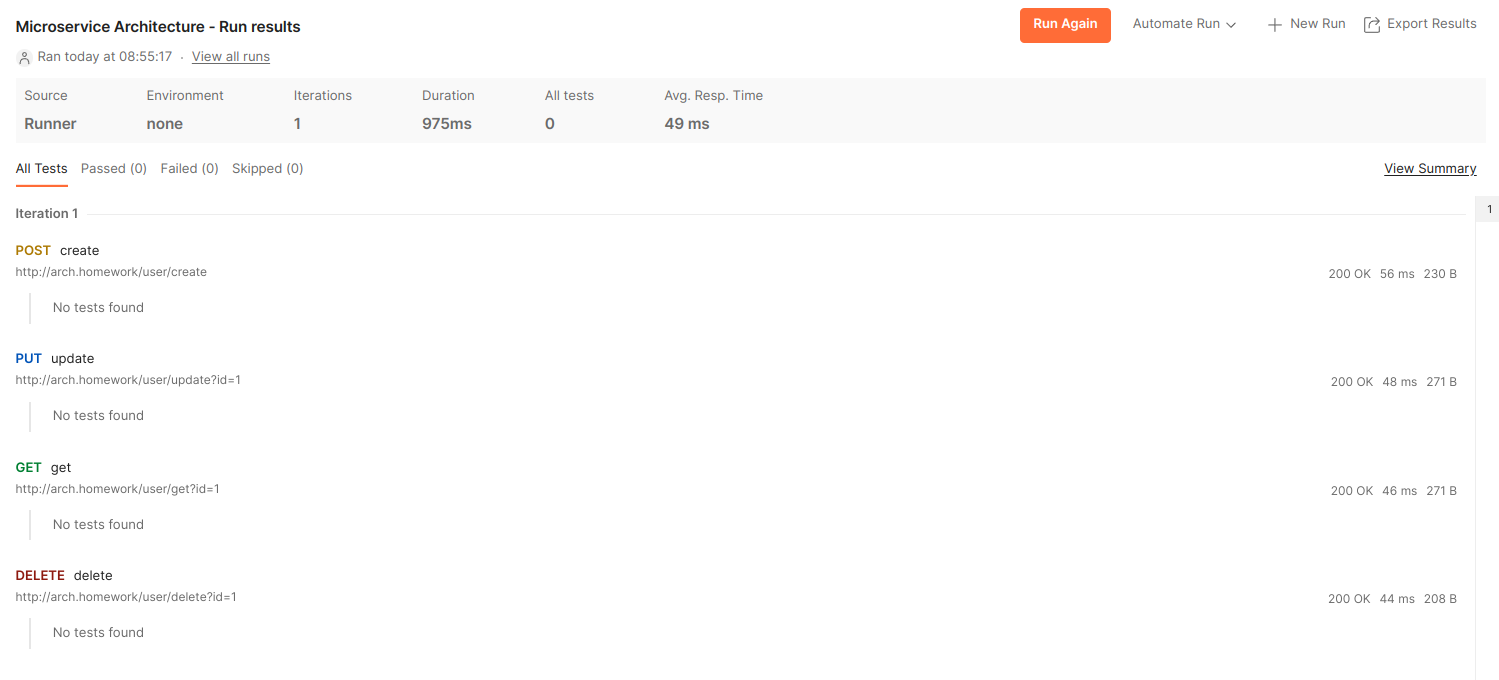 Microservice Architecture - Run results
Run Again
Automate Run
New Run
Export Results
Ran today at 08:55:17 · View all runs
Source Environment Iterations Duration All tests Avg. Resp. Time
Runner none 1 975ms 0 49 ms
All Tests Passed (0) Failed (0) Skipped (0) View Summary
Iteration 1
1
POST create
http://arch.homework/user/create
200 OK 56 ms 230 B
No tests found
PUT update
http://arch.homework/user/update?id=1
200 OK 48 ms 271 B
No tests found
GET get
http://arch.homework/user/get?id=1
200 OK 46 ms 271 B
No tests found
DELETE delete
http://arch.homework/user/delete?id=1
200 OK 44 ms 208 B
No tests found